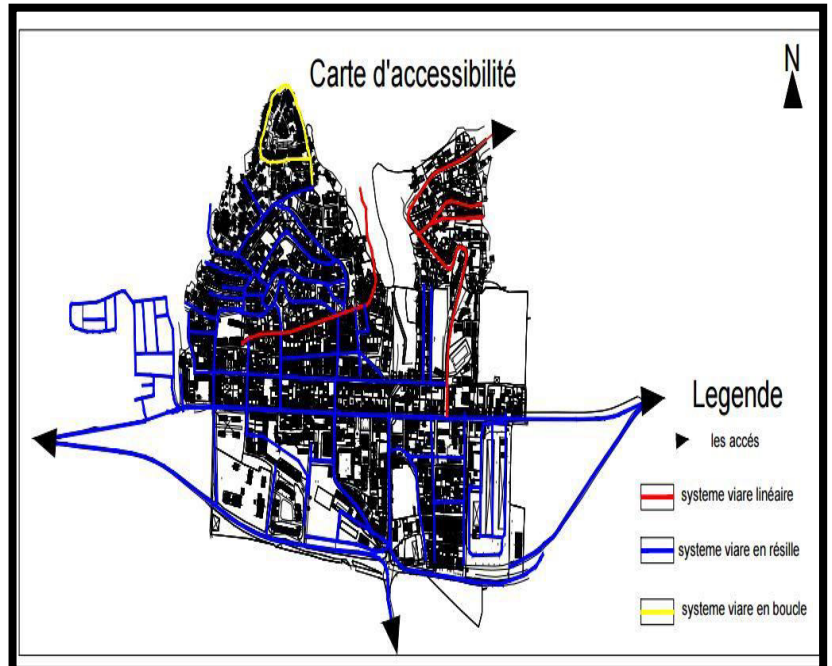 Carte d'accessibilité
N
Legende
les accés
systeme viare linéaire
systeme viare en résille
systeme viare en boucle